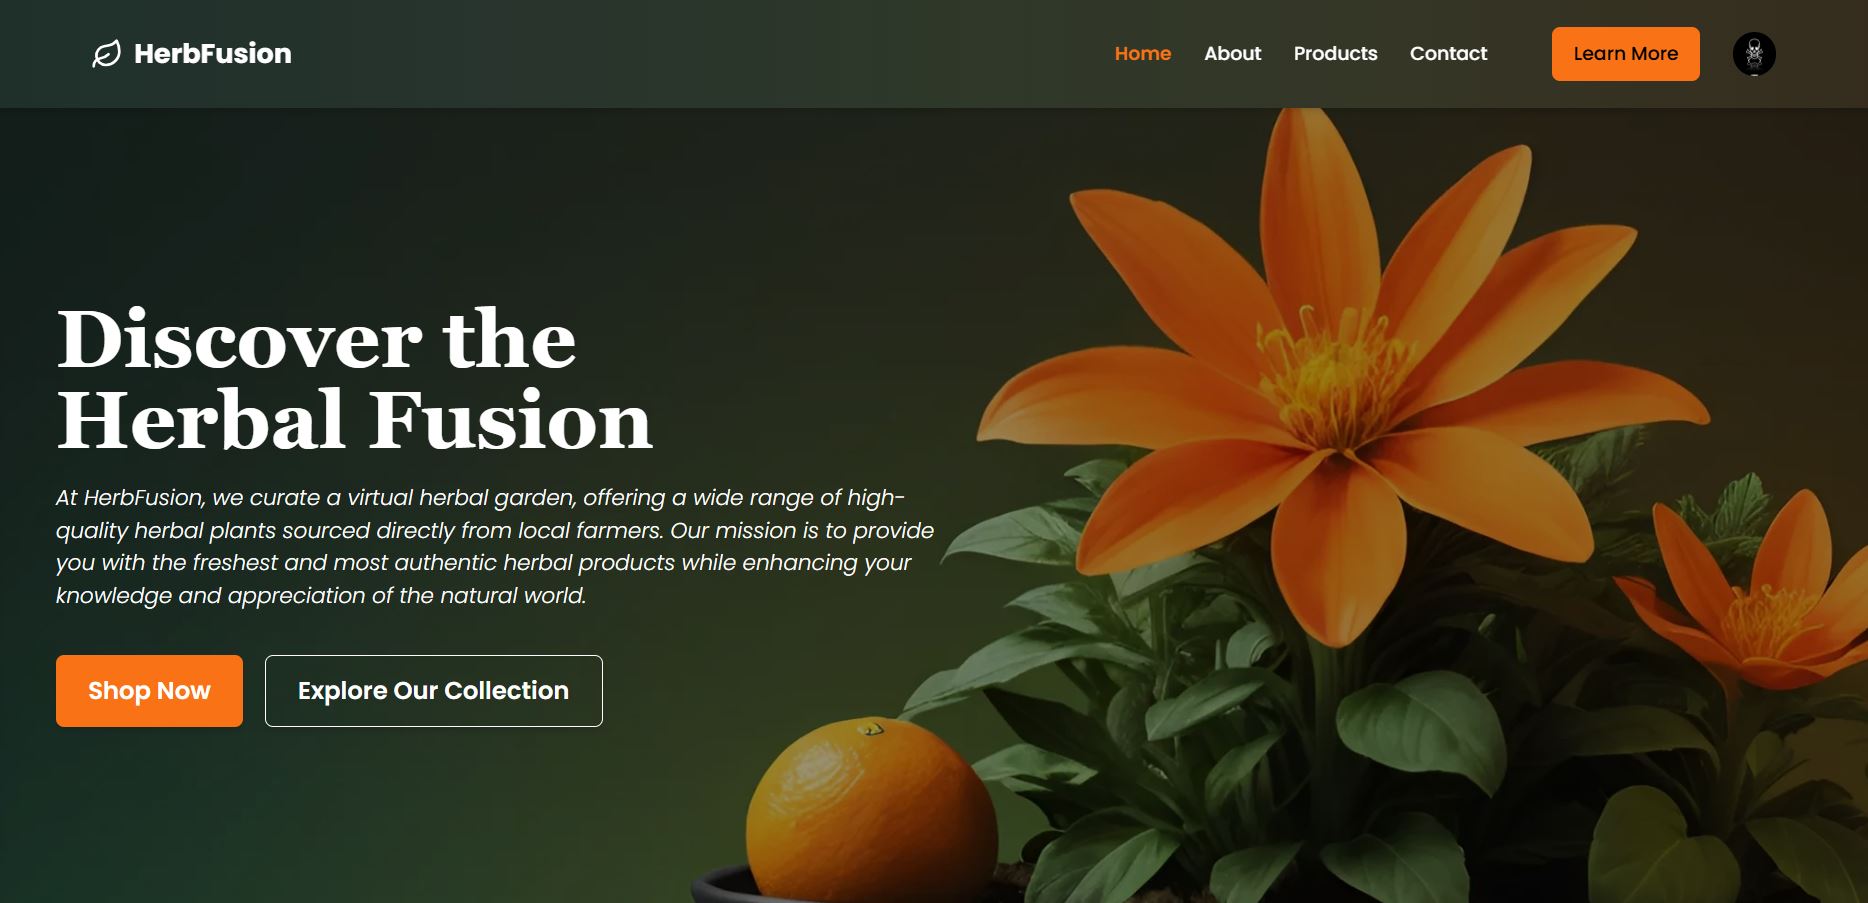 HerbFusion
Home
About
Products
Contact
Learn More
Discover the
Herbal Fusion
At HerbFusion, we curate a virtual herbal garden, offering a wide range of high-
quality herbal plants sourced directly from local farmers. Our mission is to provide
you with the freshest and most authentic herbal products while enhancing your
knowledge and appreciation of the natural world.
Shop Now
Explore Our Collection